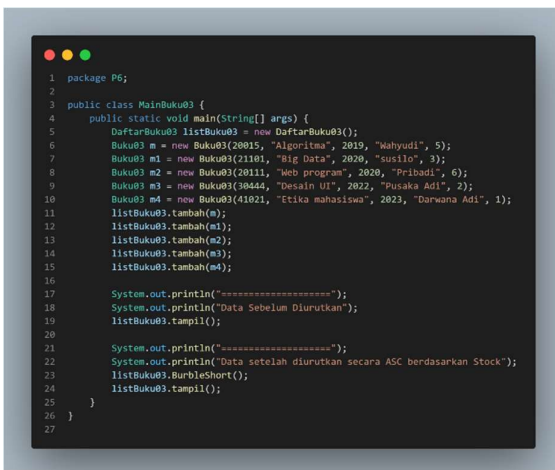 1 package P6;
2
3 public class MainBuku03 {
4     public static void main(String[] args) {
5         DaftarBuku03 listBuku03 = new DaftarBuku03();
6         Buku03 m = new Buku03(20015, "Algoritma", 2019, "Wahyudi", 5);
7         Buku03 m1 = new Buku03(21101, "Big Data", 2020, "susilo", 3);
8         Buku03 m2 = new Buku03(20111, "Web program", 2020, "Pribadi", 6);
9         Buku03 m3 = new Buku03(30444, "Desain UI", 2022, "Pusaka Adi", 2);
10         Buku03 m4 = new Buku03(41021, "Etika mahasiswa", 2023, "Darwana Adi", 1);
11         listBuku03.tambah(m);
12         listBuku03.tambah(m1);
13         listBuku03.tambah(m2);
14         listBuku03.tambah(m3);
15         listBuku03.tambah(m4);
16
17         System.out.println("====================");
18         System.out.println("Data Sebelum Diurutkan");
19         listBuku03.tampil();
20
21         System.out.println("====================");
22         System.out.println("Data setelah diurutkan secara ASC berdasarkan Stock");
23         listBuku03.BurbleShort();
24         listBuku03.tampil();
25     }
26 }
27